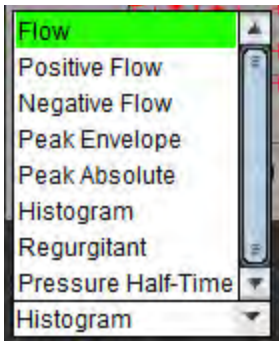 Flow
Positive Flow
Negative Flow
Peak Envelope
Peak Absolute
Histogram
Regurgitant
Pressure Half-Time
Histogram